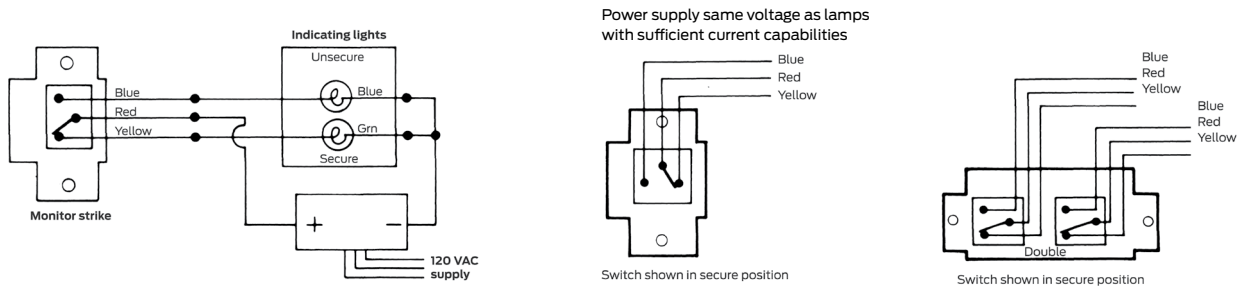 Indicating lights
Unsecure
Blue
Red
Yellow
Blue
Grn
Secure
Monitor strike
+
−
120 VAC
supply
Power supply same voltage as lamps
with sufficient current capabilities
Blue
Red
Yellow
Switch shown in secure position
Blue
Red
Yellow
Blue
Red
Yellow
Double
Switch shown in secure position